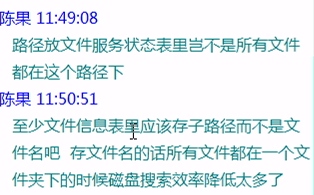 陈果 11:49:08
路径放文件服务状态表里岂不是所有文件
都在这个路径下
陈果 11:50:51
至少文件信息表里应该存子路径而不是文
件名吧 存文件名的话所有文件都在一个文
件夹下的时候磁盘搜索效率降低太多了